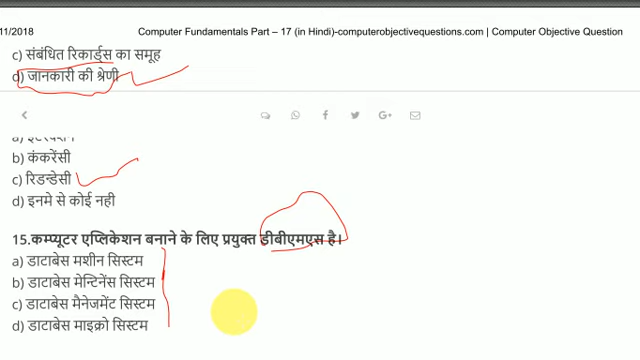 11/2018
Computer Fundamentals Part – 17 (in Hindi)-computerobjectivequestions.com | Computer Objective Question
c) संबंधित रिकार्ड्स का समूह
d) जानकारी की श्रेणी
G+
b) कंकरेंसी
c) रिडन्डेसी
d) इनमे से कोई नही
15.कम्प्यूटर एप्लिकेशन बनाने के लिए प्रयुक्त डीबीएमएस है।
a) डाटाबेस मशीन सिस्टम
b) डाटाबेस मेन्टिनेंस सिस्टम
c) डाटाबेस मैनेजमेंट सिस्टम
d) डाटाबेस माइक्रो सिस्टम